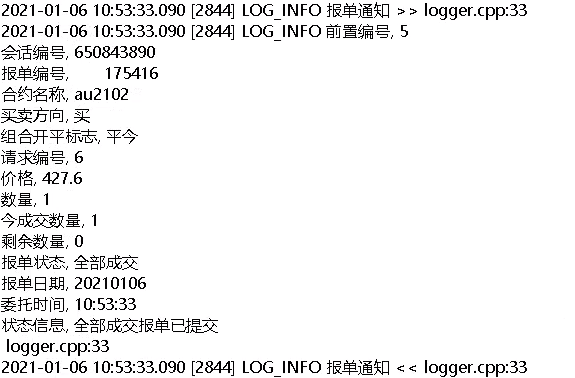 2021-01-06 10:53:33.090 [2844] LOG_INFO 报单通知 >> logger.cpp:33
2021-01-06 10:53:33.090 [2844] LOG_INFO 前置编号, 5
会话编号, 650843890
报单编号,       175416
合约名称, au2102
买卖方向, 买
组合开平标志, 平今
请求编号, 6
价格, 427.6
数量, 1
今成交数量, 1
剩余数量, 0
报单状态, 全部成交
报单日期, 20210106
委托时间, 10:53:33
状态信息, 全部成交报单已提交
logger.cpp:33
2021-01-06 10:53:33.090 [2844] LOG_INFO 报单通知 << logger.cpp:33